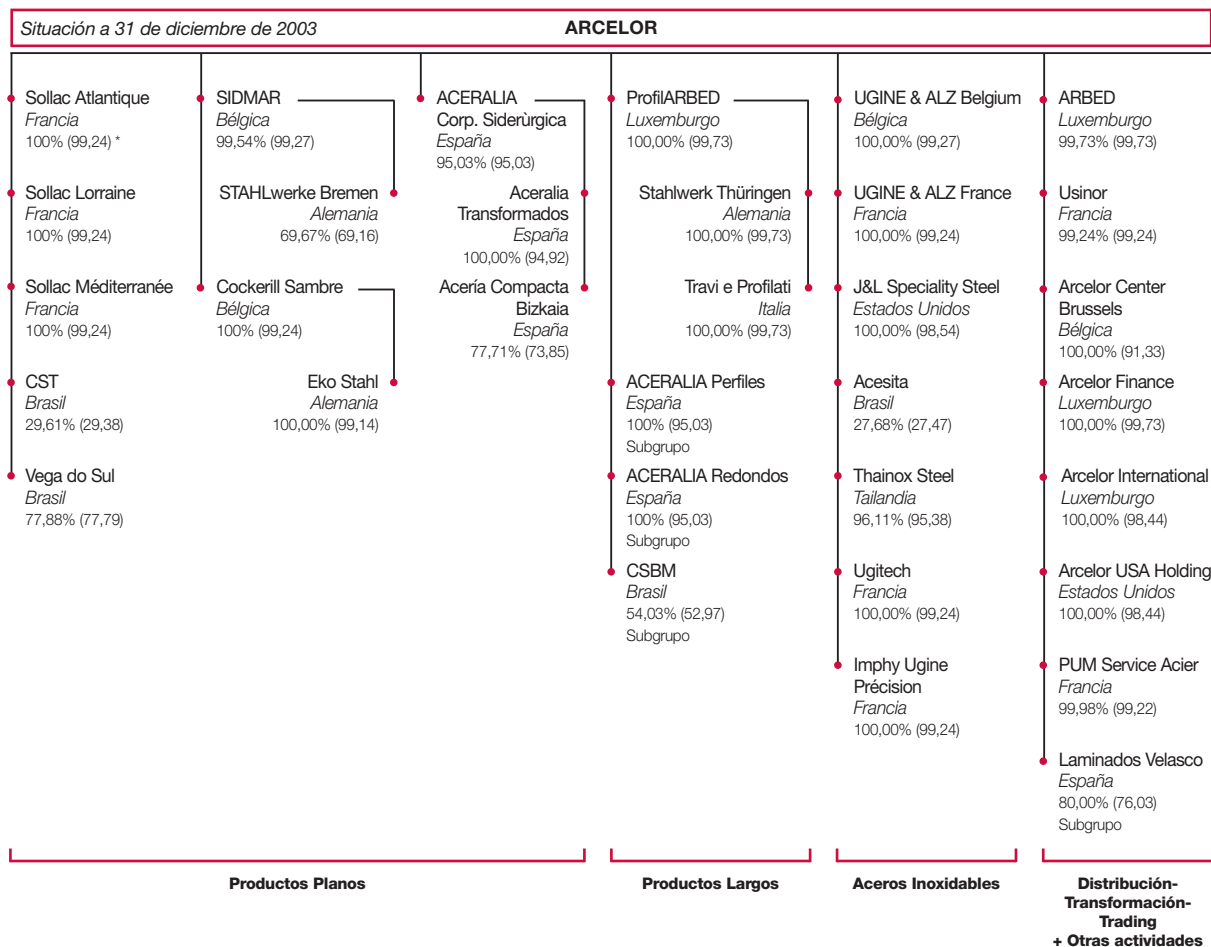 Situación a 31 de diciembre de 2003
ARCELOR
Sollac Atlantique
Francia
100% (99,24) *
Sollac Lorraine
Francia
100% (99,24)
Sollac Méditerranée
Francia
100% (99,24)
CST
Brasil
29,61% (29,38)
Vega do Sul
Brasil
77,88% (77,79)
SIDMAR
Bélgica
99,54% (99,27)
STAHLwerke Bremen
Alemania
69,67% (69,16)
Cockerill Sambre
Bélgica
100% (99,24)
Eko Stahl
Alemania
100,00% (99,14)
ACERALIA
Corp. Siderùrgica
España
95,03% (95,03)
Aceralia
Transformados
España
100,00% (94,92)
Acería Compacta
Bizkaia
España
77,71% (73,85)
ProfilARBED
Luxemburgo
100,00% (99,73)
Stahlwerk Thüringen
Alemania
100,00% (99,73)
Travi e Profilati
Italia
100,00% (99,73)
ACERALIA Perfiles
España
100% (95,03)
Subgrupo
ACERALIA Redondos
España
100% (95,03)
Subgrupo
CSBM
Brasil
54,03% (52,97)
Subgrupo
UGINE & ALZ Belgium
Bélgica
100,00% (99,27)
UGINE & ALZ France
Francia
100,00% (99,24)
J&L Speciality Steel
Estados Unidos
100,00% (98,54)
Acesita
Brasil
27,68% (27,47)
Thainox Steel
Tailandia
96,11% (95,38)
Ugitech
Francia
100,00% (99,24)
Imphy Ugine
Précision
Francia
100,00% (99,24)
ARBED
Luxemburgo
99,73% (99,73)
Usinor
Francia
99,24% (99,24)
Arcelor Center
Brussels
Bélgica
100,00% (91,33)
Arcelor Finance
Luxemburgo
100,00% (99,73)
Arcelor International
Luxemburgo
100,00% (98,44)
Arcelor USA Holding
Estados Unidos
100,00% (98,44)
PUM Service Acier
Francia
99,98% (99,22)
Laminados Velasco
España
80,00% (76,03)
Subgrupo
Productos Planos
Productos Largos
Aceros Inoxidables
Distribución-
Transformación-
Trading
+ Otras actividades